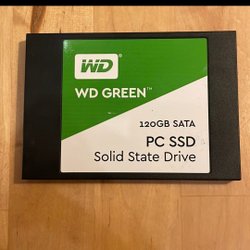 WD
WD GREEN™
120GB SATA
PC SSD
Solid State Drive